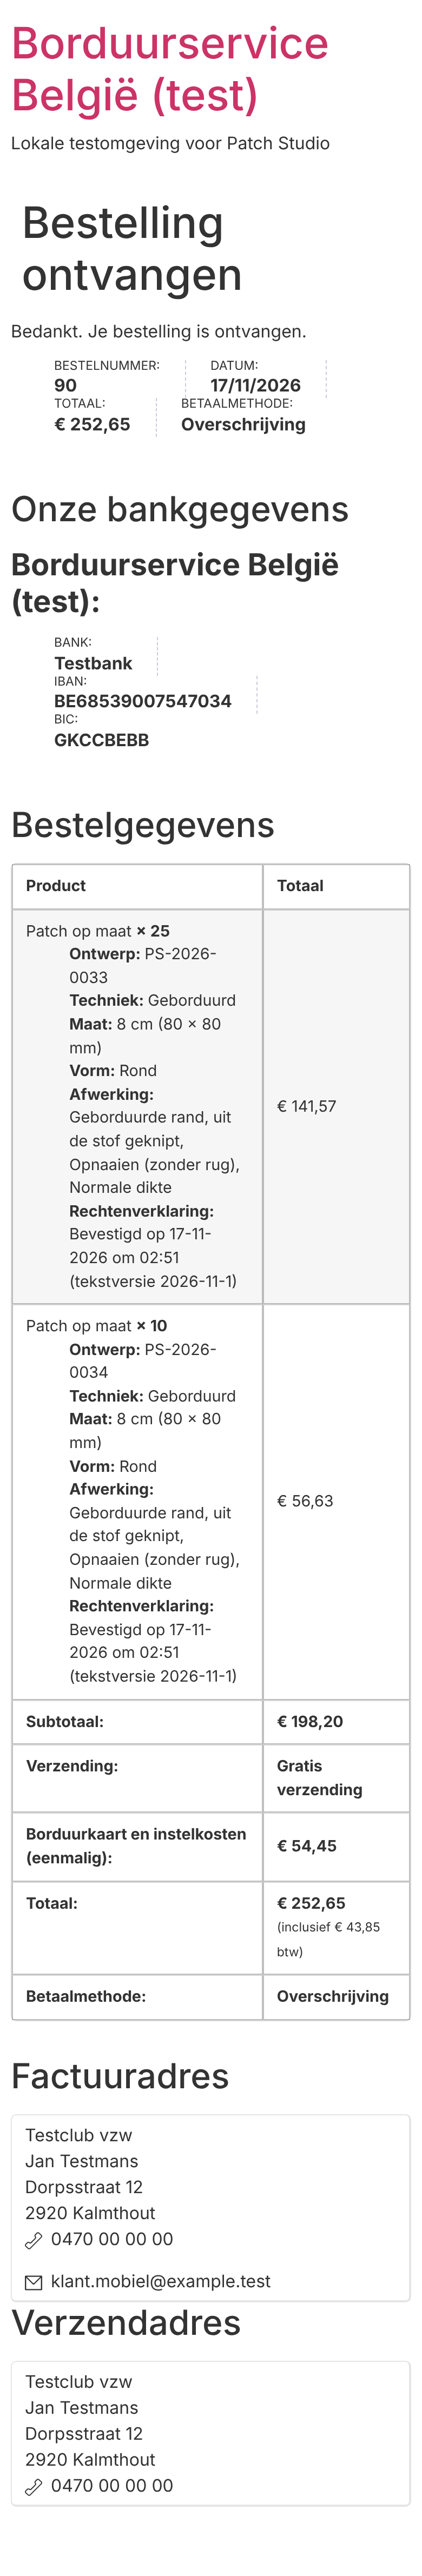 Borduurservice
België (test)
Lokale testomgeving voor Patch Studio
Bestelling
ontvangen
Bedankt. Je bestelling is ontvangen.
BESTELNUMMER: DATUM:
90 17/11/2026
TOTAAL: BETAALMETHODE:
€ 252,65 Overschrijving
Onze bankgegevens
Borduurservice België
(test):
BANK:
Testbank
IBAN:
BE68539007547034
BIC:
GKCCBEBB
Bestelgegevens
Product Totaal
Patch op maat × 25
Ontwerp: PS-2026-
0033
Techniek: Geborduurd
Maat: 8 cm (80 × 80
mm)
Vorm: Rond
Afwerking:
Geborduurde rand, uit
de stof geknipt,
Opnaaien (zonder rug),
Normale dikte
Rechtenverklaring:
Bevestigd op 17-11-
2026 om 02:51
(tekstversie 2026-11-1)
€ 141,57
Patch op maat × 10
Ontwerp: PS-2026-
0034
Techniek: Geborduurd
Maat: 8 cm (80 × 80
mm)
Vorm: Rond
Afwerking:
Geborduurde rand, uit
de stof geknipt,
Opnaaien (zonder rug),
Normale dikte
Rechtenverklaring:
Bevestigd op 17-11-
2026 om 02:51
(tekstversie 2026-11-1)
€ 56,63
Subtotaal: € 198,20
Verzending: Gratis
verzending
Borduurkaart en instelkosten
(eenmalig):
€ 54,45
Totaal: € 252,65
(inclusief € 43,85
btw)
Betaalmethode: Overschrijving
Factuuradres
Testclub vzw
Jan Testmans
Dorpsstraat 12
2920 Kalmthout
0470 00 00 00
klant.mobiel@example.test
Verzendadres
Testclub vzw
Jan Testmans
Dorpsstraat 12
2920 Kalmthout
0470 00 00 00